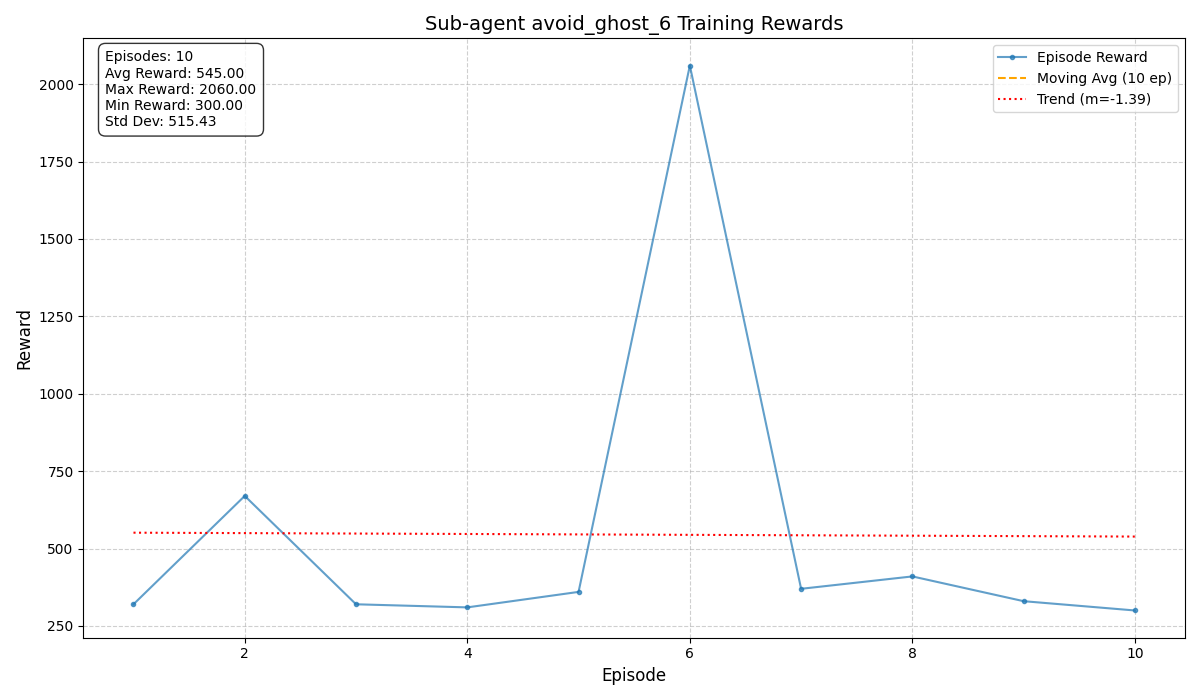 Sub-agent avoid_ghost_6 Training Rewards
Episodes: 10
Avg Reward: 545.00
Max Reward: 2060.00
Min Reward: 300.00
Std Dev: 515.43
Episode Reward
Moving Avg (10 ep)
Trend (m=-1.39)
Reward
2000
1750
1500
1250
1000
750
500
250
2 4 6 8 10
Episode